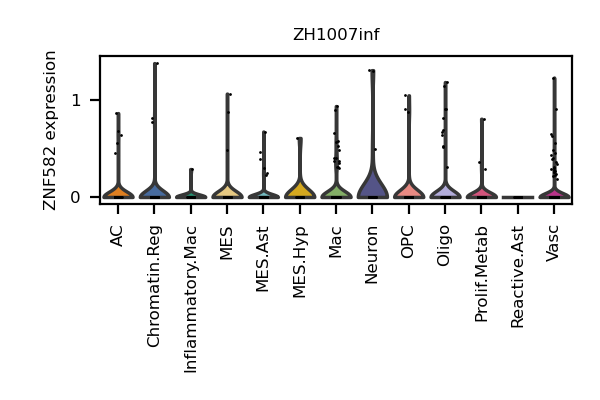 ZH1007inf
ZNF582 expression
1
0
AC
Chromatin.Reg
Inflammatory.Mac
MES
MES.Ast
MES.Hyp
Mac
Neuron
OPC
Oligo
Prolif.Metab
Reactive.Ast
Vasc